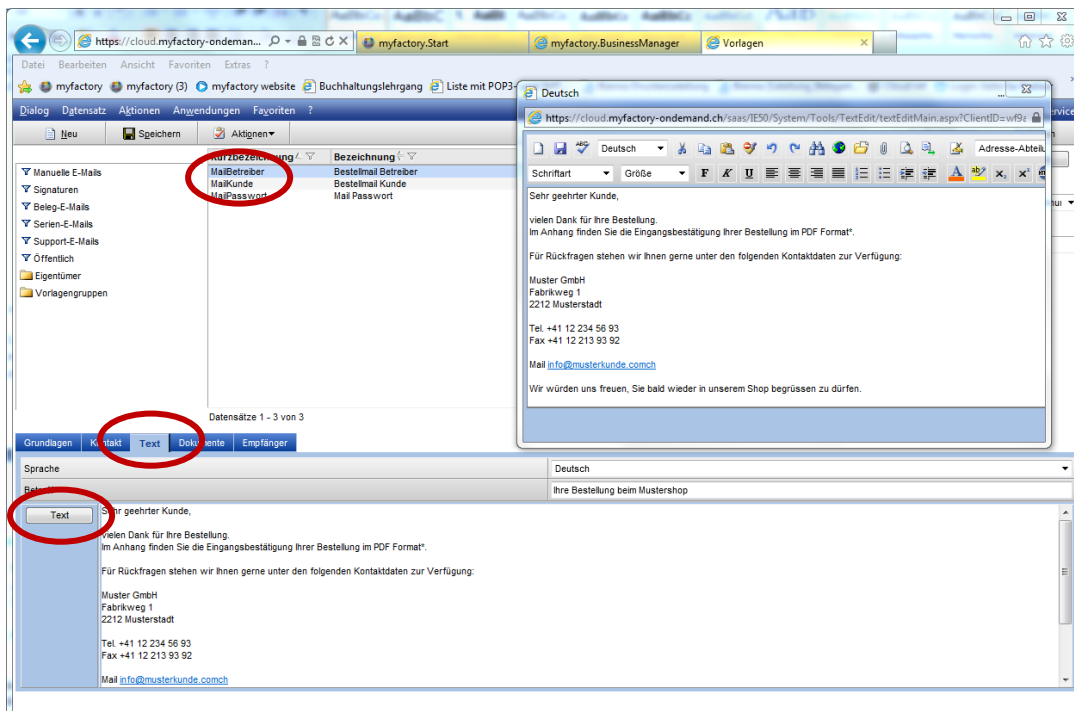 https://cloud.myfactory-ondeman...
myfactory.Start
myfactory.BusinessManager
Vorlagen
Datei Bearbeiten Ansicht Favoriten Extras ?
myfactory myfactory (3) myfactory website Buchhaltungslehrgang Liste mit POP3-
Dialog Datensatz Aktionen Anwendungen Favoriten ?
Neu Speichern Aktionen
Kurzbezeichnung Bezeichnung
MailBetreiber Bestellmail Betreiber
MailKunde Bestellmail Kunde
MailPasswort Mail Passwort
Manuelle E-Mails
Signaturen
Beleg-E-Mails
Serien-E-Mails
Support-E-Mails
Öffentlich
Eigentümer
Vorlagengruppen
Datensätze 1 - 3 von 3
Deutsch
https://cloud.myfactory-ondemand.ch/saas/IE50/System/Tools/TextEdit/textEditMain.aspx?ClientID=wf9a
Deutsch Adresse-Abteilu
Schriftart Größe F K U
Sehr geehrter Kunde,
vielen Dank für Ihre Bestellung.
Im Anhang finden Sie die Eingangsbestätigung Ihrer Bestellung im PDF Format*.
Für Rückfragen stehen wir Ihnen gerne unter den folgenden Kontaktdaten zur Verfügung:
Muster GmbH
Fabrikweg 1
2212 Musterstadt
Tel. +41 12 234 56 93
Fax +41 12 213 93 92
Mail info@musterkunde.comch
Wir würden uns freuen, Sie bald wieder in unserem Shop begrüssen zu dürfen.
Grundlagen Kontakt Text Dokumente Empfänger
Sprache Deutsch
Ihre Bestellung beim Mustershop
Text
Sehr geehrter Kunde,
vielen Dank für Ihre Bestellung.
Im Anhang finden Sie die Eingangsbestätigung Ihrer Bestellung im PDF Format*.
Für Rückfragen stehen wir Ihnen gerne unter den folgenden Kontaktdaten zur Verfügung:
Muster GmbH
Fabrikweg 1
2212 Musterstadt
Tel. +41 12 234 56 93
Fax +41 12 213 93 92
Mail info@musterkunde.comch